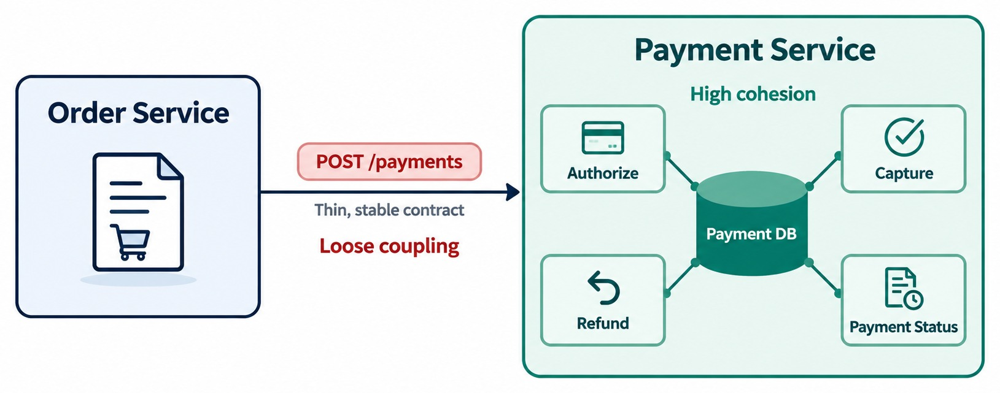 Order Service
POST /payments
Thin, stable contract
Loose coupling
Payment Service
High cohesion
Authorize
Capture
Payment DB
Refund
Payment Status